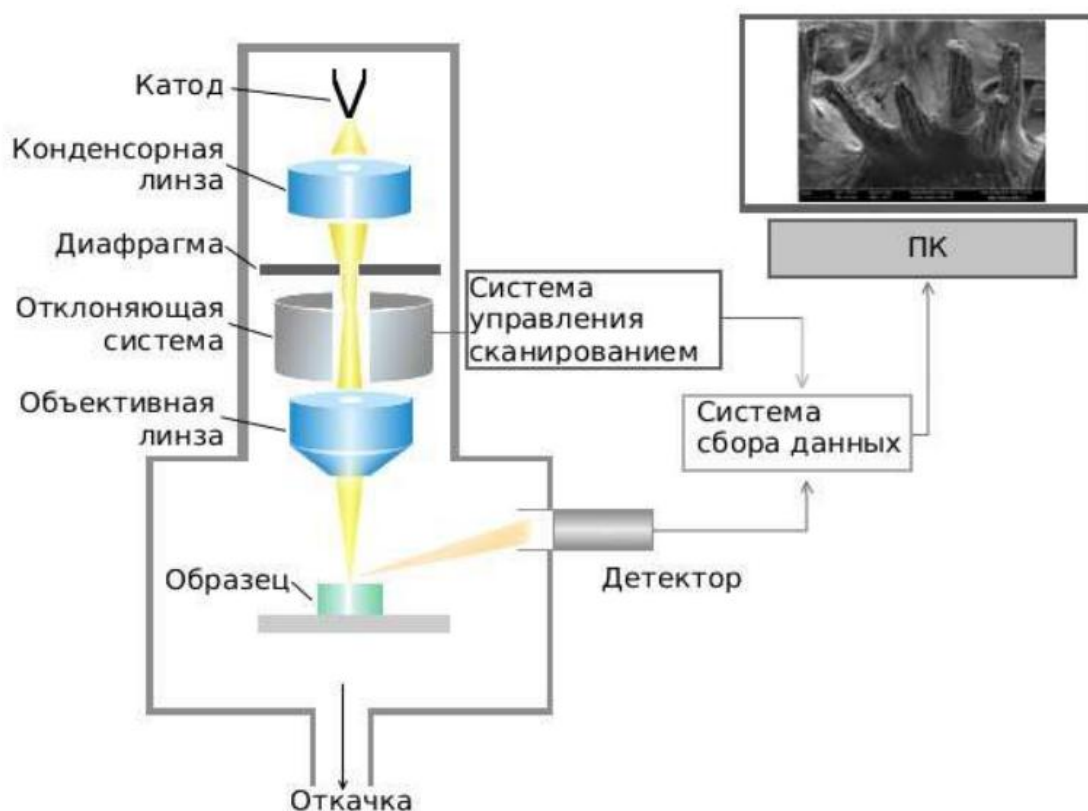 Катод
Конденсорная
линза
Диафрагма
Отклоняющая
система
Объективная
линза
Образец
Откачка
Система
управления
сканированием
Система
сбора данных
Детектор
ПК